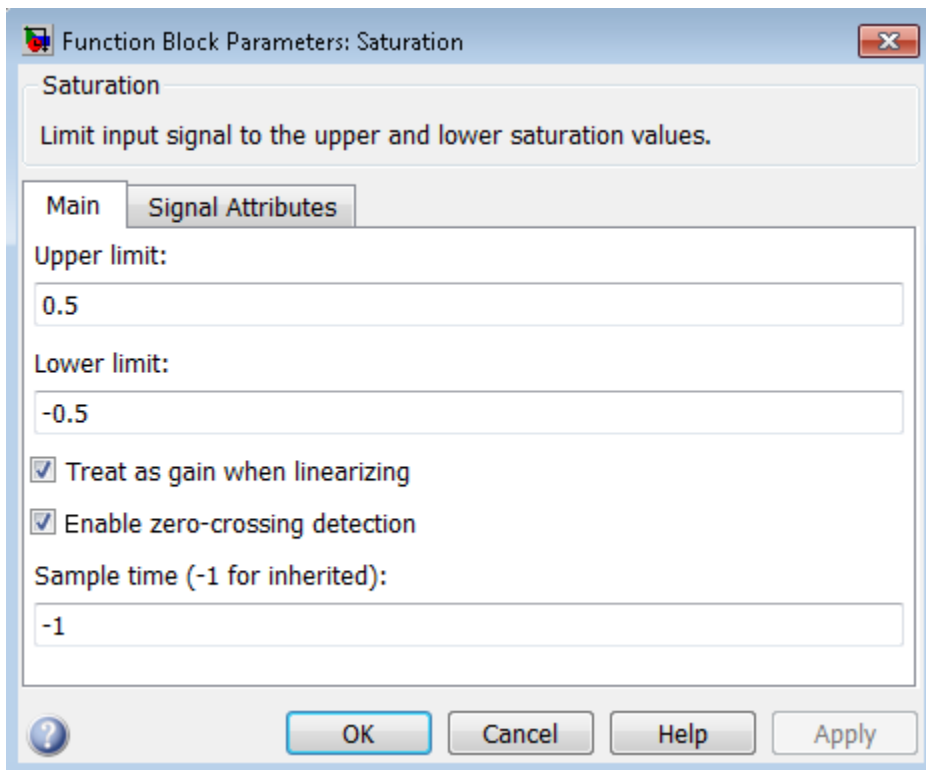 Function Block Parameters: Saturation
Saturation
Limit input signal to the upper and lower saturation values.
Main Signal Attributes
Upper limit:
0.5
Lower limit:
-0.5
Treat as gain when linearizing
Enable zero-crossing detection
Sample time (-1 for inherited):
-1
? OK Cancel Help Apply